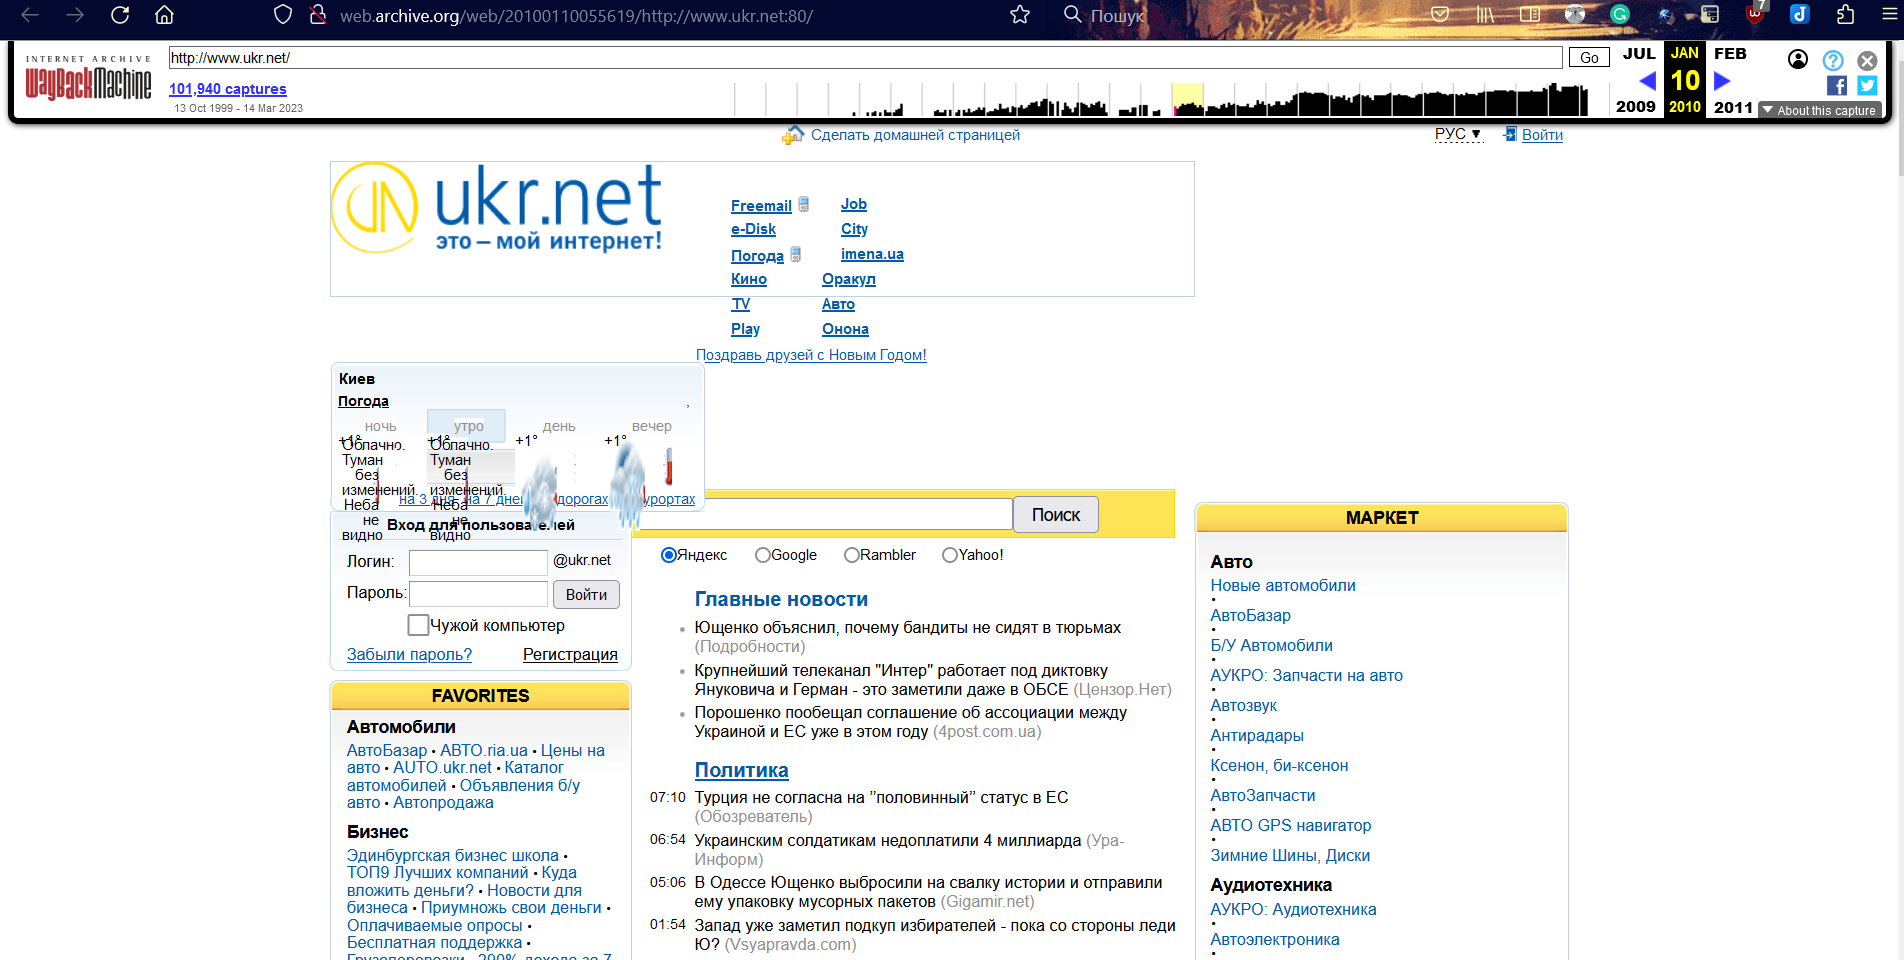 web.archive.org/web/20100110055619/http://www.ukr.net:80/
Пошук
7
INTERNET ARCHIVE
WayBackMachine
http://www.ukr.net/
Go
JUL
JAN
FEB
101,940 captures
10
13 Oct 1999 - 14 Mar 2023
2009
2010
2011
About this capture
Сделать домашней страницей
РУС ▼
Войти
ukr.net
это – мой интернет!
Freemail
Job
e-Disk
City
Погода
imena.ua
Кино
Оракул
TV
Авто
Play
Онона
Поздравь друзей с Новым Годом!
Киев
Погода
,
ночь
утро
день
вечер
+1°
+1°
+1°
+1°
Облачно.
Облачно.
Туман
Туман
без
без
изменений.
изменений.
на 3 дня
на 7 дней
дорогах
курортах
Неба
Неба
не
не
видно
видно
Вход для пользователей
Логин:
@ukr.net
Пароль:
Войти
Чужой компьютер
Забыли пароль?
Регистрация
FAVORITES
Автомобили
АвтоБазар • АВТО.ria.ua • Цены на
авто • AUTO.ukr.net • Каталог
автомобилей • Объявления б/у
авто • Автопродажа
Бизнес
Эдинбургская бизнес школа •
ТОП9 Лучших компаний • Куда
вложить деньги? • Новости для
бизнеса • Приумножь свои деньги •
Оплачиваемые опросы •
Бесплатная поддержка •
Грузоперевозки • 290% дохода за 7
Поиск
Яндекс
Google
Rambler
Yahoo!
Главные новости
Ющенко объяснил, почему бандиты не сидят в тюрьмах
(Подробности)
Крупнейший телеканал "Интер" работает под диктовку
Януковича и Герман - это заметили даже в ОБСЕ (Цензор.Нет)
Порошенко пообещал соглашение об ассоциации между
Украиной и ЕС уже в этом году (4post.com.ua)
Политика
07:10 Турция не согласна на ’’половинный’’ статус в ЕС
(Обозреватель)
06:54 Украинским солдатикам недоплатили 4 миллиарда (Ура-
Информ)
05:06 В Одессе Ющенко выбросили на свалку истории и отправили
ему упаковку мусорных пакетов (Gigamir.net)
01:54 Запад уже заметил подкуп избирателей - пока со стороны леди
Ю? (Vsyapravda.com)
МАРКЕТ
Авто
Новые автомобили
•
АвтоБазар
•
Б/У Автомобили
•
АУКРО: Запчасти на авто
•
Автозвук
•
Антирадары
•
Ксенон, би-ксенон
•
АвтоЗапчасти
•
АВТО GPS навигатор
•
Зимние Шины, Диски
Аудиотехника
АУКРО: Аудиотехника
•
Автоэлектроника
•